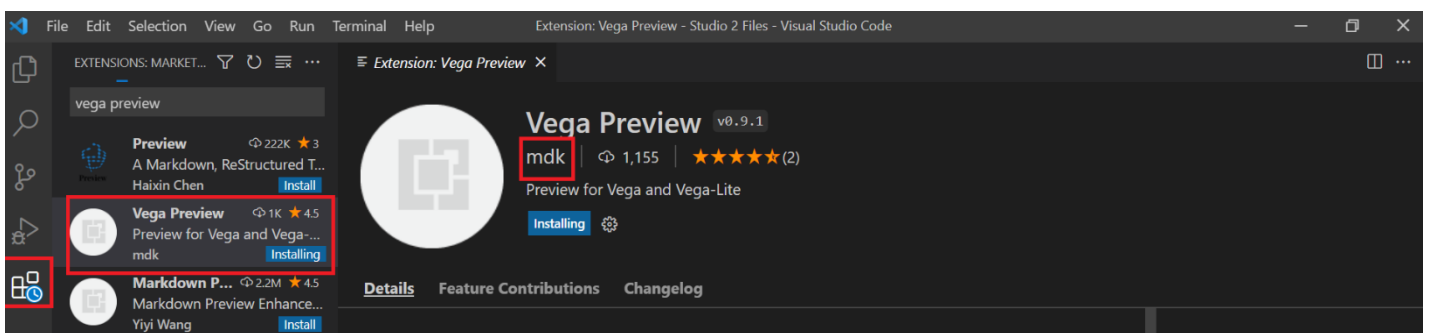 File Edit Selection View Go Run Terminal Help Extension: Vega Preview - Studio 2 Files - Visual Studio Code
EXTENSIONS: MARKET...
vega preview
Preview 222K ★ 3
A Markdown, ReStructured T...
Haixin Chen Install
Vega Preview 1K ★ 4.5
Preview for Vega and Vega-...
mdk Installing
Markdown P... 2.2M ★ 4.5
Markdown Preview Enhance...
Yiyi Wang Install
Extension: Vega Preview
Vega Preview v0.9.1
mdk 1,155 ★★★★★(2)
Preview for Vega and Vega-Lite
Installing
Details Feature Contributions Changelog